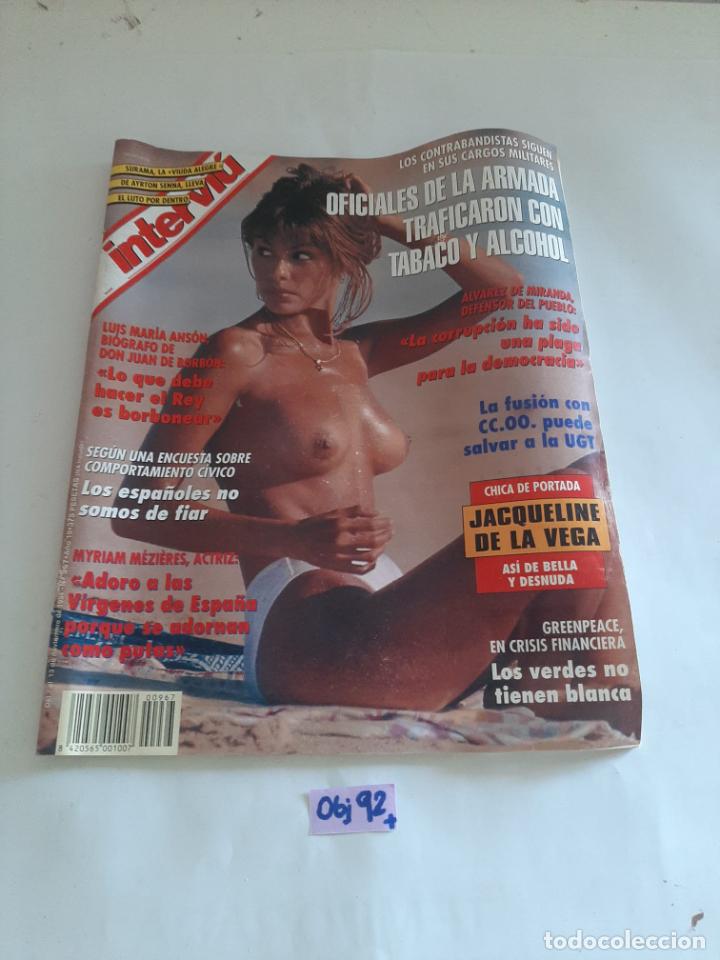 SURAMA, LA «VIUDA ALEGRE»
DE AYRTON SENNA, LLEVA
EL LUTO POR DENTRO
interviú
LOS CONTRABANDISTAS SIGUEN
EN SUS CARGOS MILITARES
OFICIALES DE LA ARMADA
TRAFICARON CON
TABACO Y ALCOHOL
ALVAREZ DE MIRANDA,
DEFENSOR DEL PUEBLO:
«La corrupción ha sido
una plaga
para la democracia»
LUIS MARÍA ANSÓN,
BIÓGRAFO DE
DON JUAN DE BORBÓN:
«Lo que debe
hacer el Rey
es borbonear»
La fusión con
CC.OO. puede
salvar a la UGT
SEGÚN UNA ENCUESTA SOBRE
COMPORTAMIENTO CÍVICO
Los españoles no
somos de fiar
CHICA DE PORTADA
JACQUELINE
DE LA VEGA
ASÍ DE BELLA
Y DESNUDA
MYRIAM MÉZIÈRES, ACTRIZ:
«Adoro a las
Vírgenes de España
porque se adornan
como putas»
GREENPEACE,
EN CRISIS FINANCIERA
Los verdes no
tienen blanca
00967
8 420565 001007
Obj 92
todocoleccion
todocoleccion.net